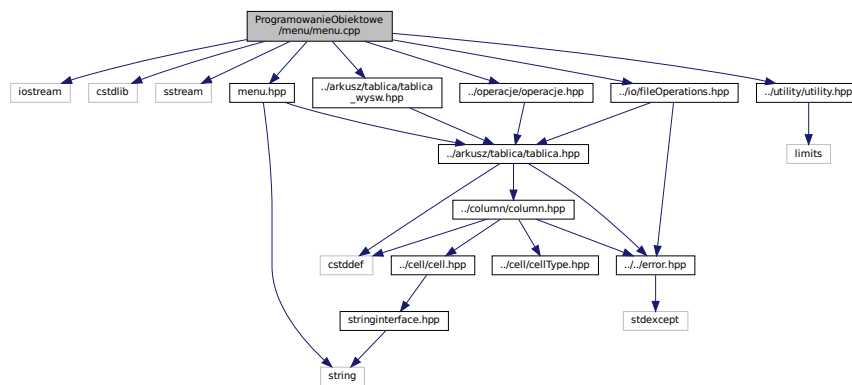 ProgramowanieObiektowe
/menu/menu.cpp
iostream
cstdlib
sstream
menu.hpp
../arkusz/tablica/tablica
_wysw.hpp
../operacje/operacje.hpp
../io/fileOperations.hpp
../utility/utility.hpp
../arkusz/tablica/tablica.hpp
limits
../column/column.hpp
cstddef
../cell/cell.hpp
../cell/cellType.hpp
../../error.hpp
stringinterface.hpp
stdexcept
string